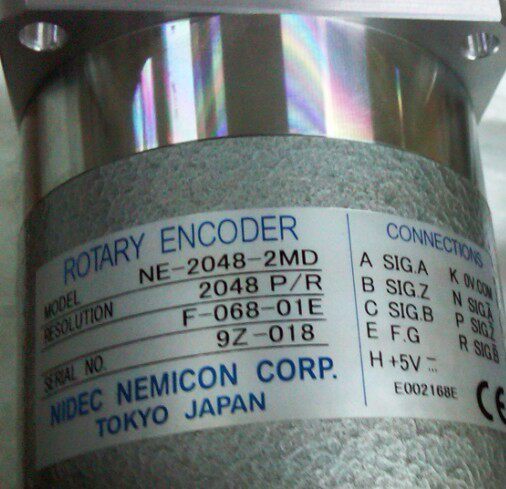 ROTARY ENCODER
MODEL NE-2048-2MD
RESOLUTION 2048 P/R
F-068-01E
SERIAL NO. 9Z-018
NIDEC NEMICON CORP.
TOKYO JAPAN
CONNECTIONS
A SIG.A K 0V COM
B SIG.Z N SIG.A
C SIG.B P SIG.Z
E F.G R SIG.B
H +5V ⎓
E002168E CE